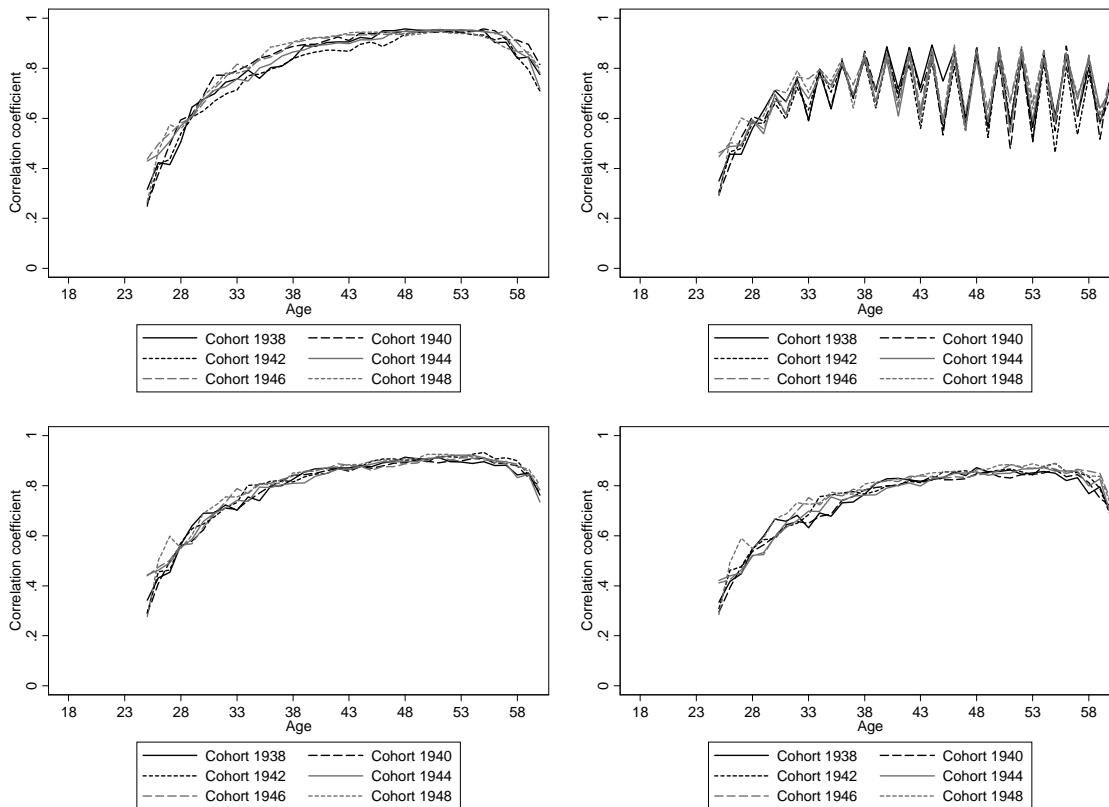 Correlation coefficient
0 .2 .4 .6 .8 1
18 23 28 33 38 43 48 53 58
Age
Cohort 1938 Cohort 1940
Cohort 1942 Cohort 1944
Cohort 1946 Cohort 1948
Correlation coefficient
0 .2 .4 .6 .8 1
18 23 28 33 38 43 48 53 58
Age
Cohort 1938 Cohort 1940
Cohort 1942 Cohort 1944
Cohort 1946 Cohort 1948
Correlation coefficient
0 .2 .4 .6 .8 1
18 23 28 33 38 43 48 53 58
Age
Cohort 1938 Cohort 1940
Cohort 1942 Cohort 1944
Cohort 1946 Cohort 1948
Correlation coefficient
0 .2 .4 .6 .8 1
18 23 28 33 38 43 48 53 58
Age
Cohort 1938 Cohort 1940
Cohort 1942 Cohort 1944
Cohort 1946 Cohort 1948